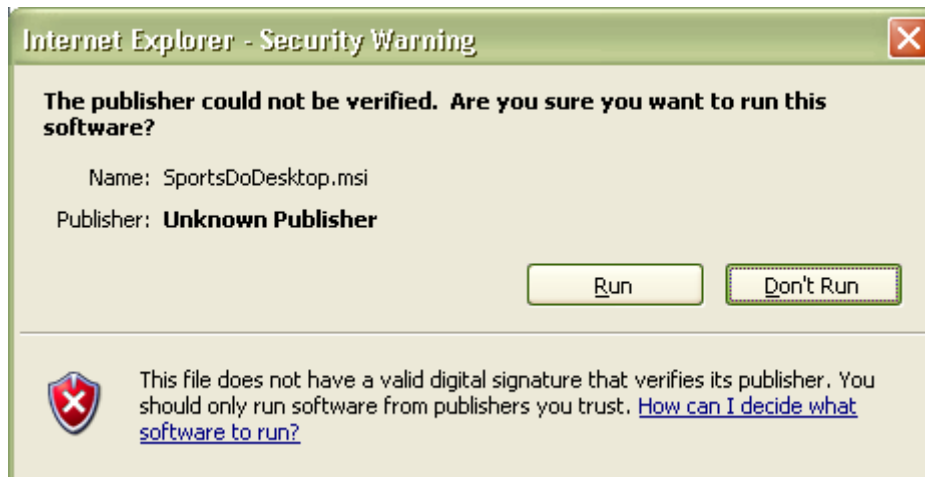 Internet Explorer - Security Warning
The publisher could not be verified.  Are you sure you want to run this
software?
Name: SportsDoDesktop.msi
Publisher: Unknown Publisher
Run Don't Run
This file does not have a valid digital signature that verifies its publisher. You
should only run software from publishers you trust. How can I decide what
software to run?